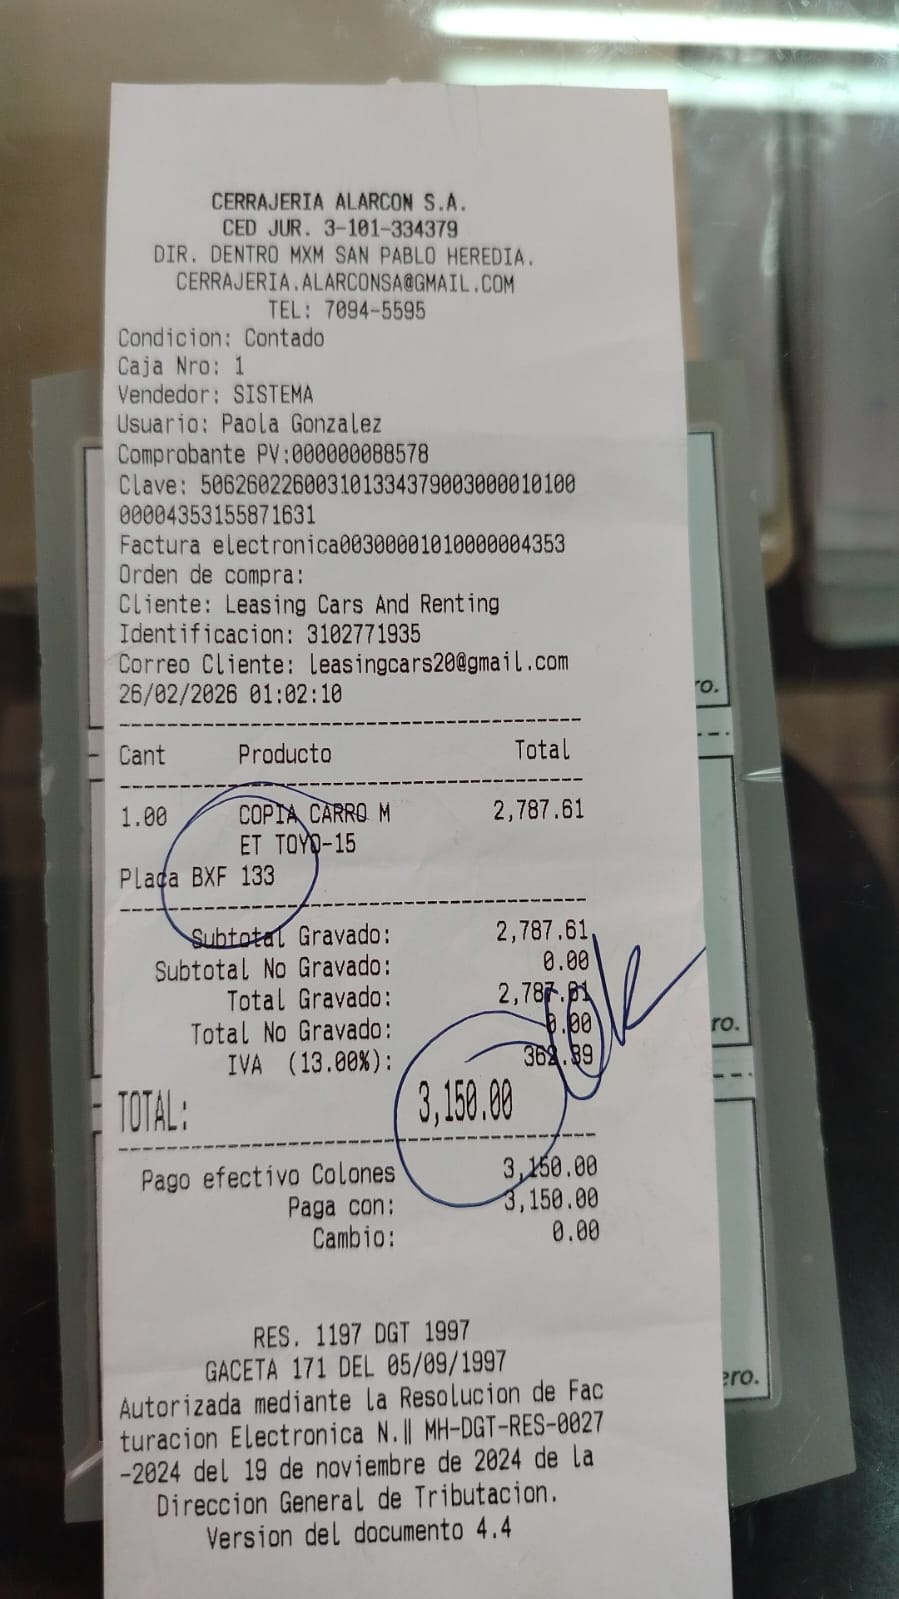 CERRAJERIA ALARCON S.A.
CED JUR. 3-101-334379
DIR. DENTRO MXM SAN PABLO HEREDIA.
CERRAJERIA.ALARCONSA@GMAIL.COM
TEL: 7094-5595
Condicion: Contado
Caja Nro: 1
Vendedor: SISTEMA
Usuario: Paola Gonzalez
Comprobante PV:000000088578
Clave: 50626022600310133437900300001010​0
00004353155871631
Factura electronica00300001010000004353
Orden de compra:
Cliente: Leasing Cars And Renting
Identificacion: 3102771935
Correo Cliente: leasingcars20@gmail.com
26/02/2026 01:02:10
Cant Producto Total
1.00 COPIA CARRO M 2,787.61
ET TOYO-15
Placa BXF 133
Subtotal Gravado: 2,787.61
Subtotal No Gravado: 0.00
Total Gravado: 2,787.61
Total No Gravado: 0.00
IVA (13.00%): 362.39
Ok
TOTAL: 3,150.00
Pago efectivo Colones 3,150.00
Paga con: 3,150.00
Cambio: 0.00
RES. 1197 DGT 1997
GACETA 171 DEL 05/09/1997
Autorizada mediante la Resolucion de Fac
turacion Electronica N.‖ MH-DGT-RES-0027
-2024 del 19 de noviembre de 2024 de la
Direccion General de Tributacion.
Version del documento 4.4
ro.
ro.
ero.